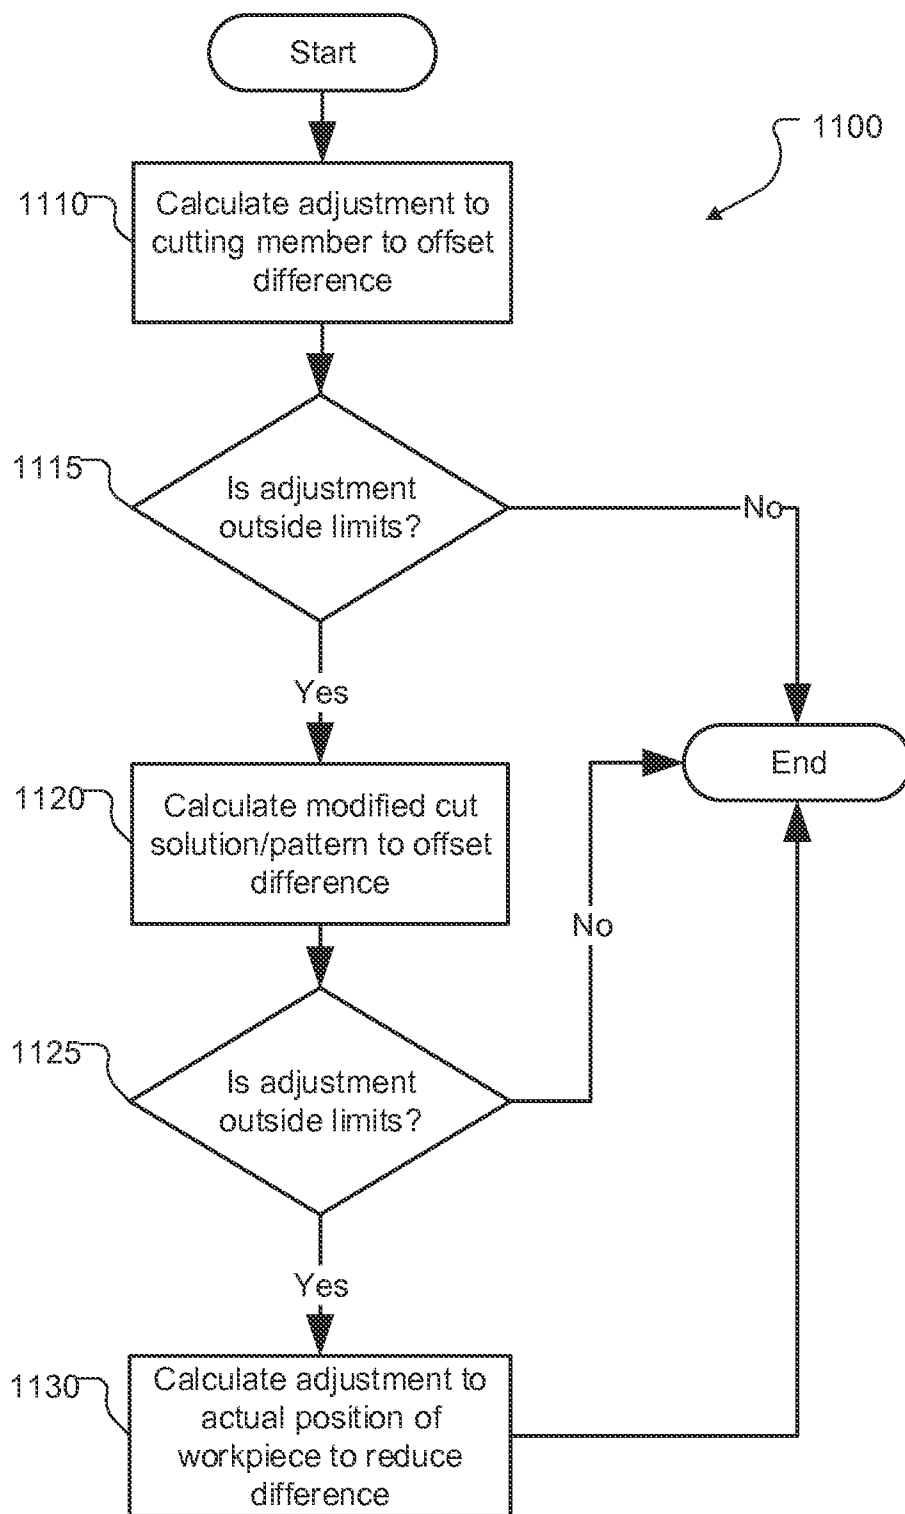 Start
1100
1110
Calculate adjustment to
cutting member to offset
difference
1115
Is adjustment
outside limits?
No
Yes
End
1120
Calculate modified cut
solution/pattern to offset
difference
No
1125
Is adjustment
outside limits?
Yes
1130
Calculate adjustment to
actual position of
workpiece to reduce
difference